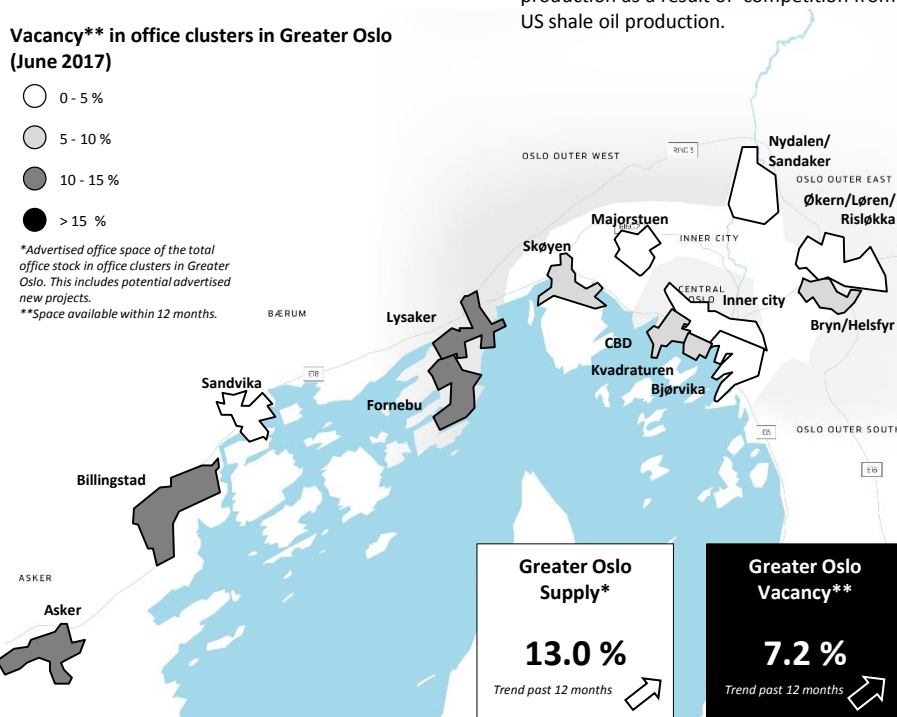 production as a result of competition from
US shale oil production.
Vacancy** in office clusters in Greater Oslo
(June 2017)
0 - 5 %
5 - 10 %
10 - 15 %
> 15 %
*Advertised office space of the total
office stock in office clusters in Greater
Oslo. This includes potential advertised
new projects.
**Space available within 12 months.
OSLO OUTER WEST
RING 3
Nydalen/
Sandaker
OSLO OUTER EAST
Økern/Løren/
Risløkka
Majorstuen
RING 2
INNER CITY
Skøyen
CENTRAL
OSLO
Inner city
Bryn/Helsfyr
BÆRUM
Lysaker
CBD
Kvadraturen
Bjørvika
E18
Sandvika
Fornebu
OSLO OUTER SOUTH
Billingstad
ASKER
Asker
Greater Oslo
Supply*
13.0 %
Trend past 12 months
Greater Oslo
Vacancy**
7.2 %
Trend past 12 months